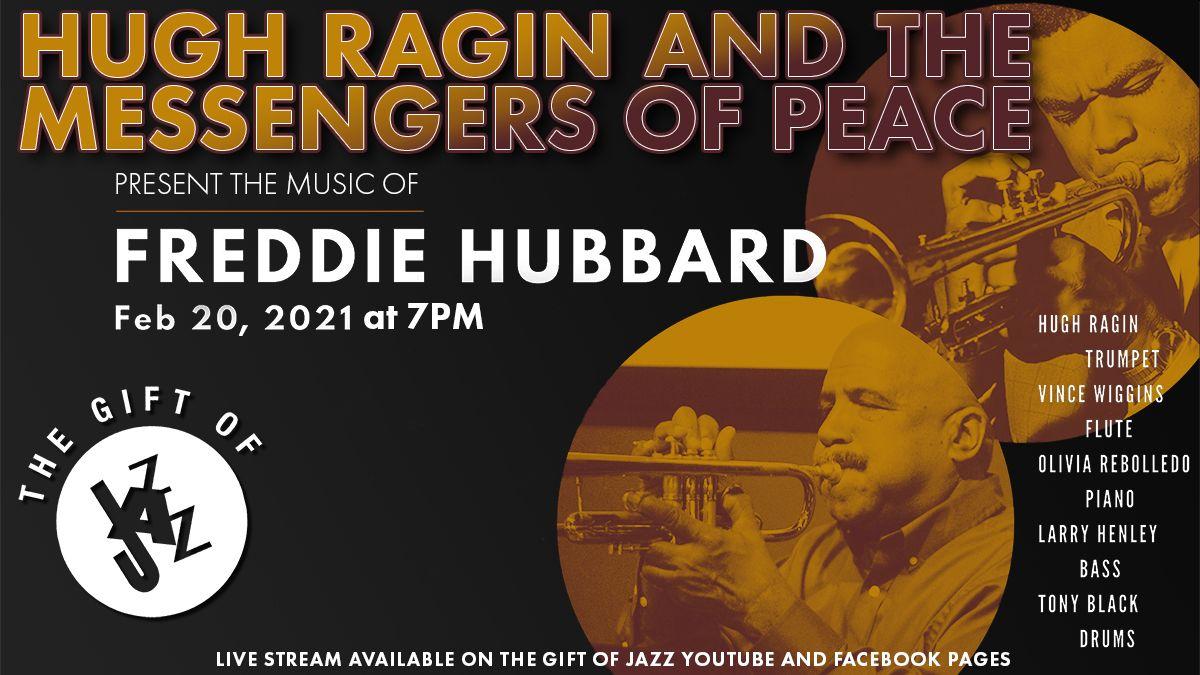 HUGH RAGIN AND THE
MESSENGERS OF PEACE
PRESENT THE MUSIC OF
FREDDIE HUBBARD
Feb 20, 2021 at 7PM
THE GIFT OF
JAZZ
HUGH RAGIN
TRUMPET
VINCE WIGGINS
FLUTE
OLIVIA REBOLLEDO
PIANO
LARRY HENLEY
BASS
TONY BLACK
DRUMS
LIVE STREAM AVAILABLE ON THE GIFT OF JAZZ YOUTUBE AND FACEBOOK PAGES